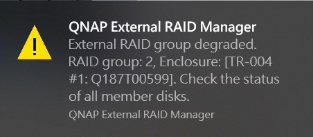 QNAP External RAID Manager
External RAID group degraded.
RAID group: 2, Enclosure: [TR-004
#1: Q187T00599]. Check the status
of all member disks.
QNAP External RAID Manager